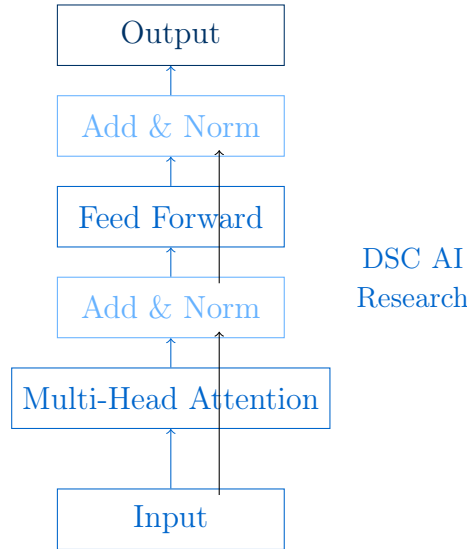 Output
Add & Norm
Feed Forward
Add & Norm
Multi-Head Attention
Input
DSC AI
Research